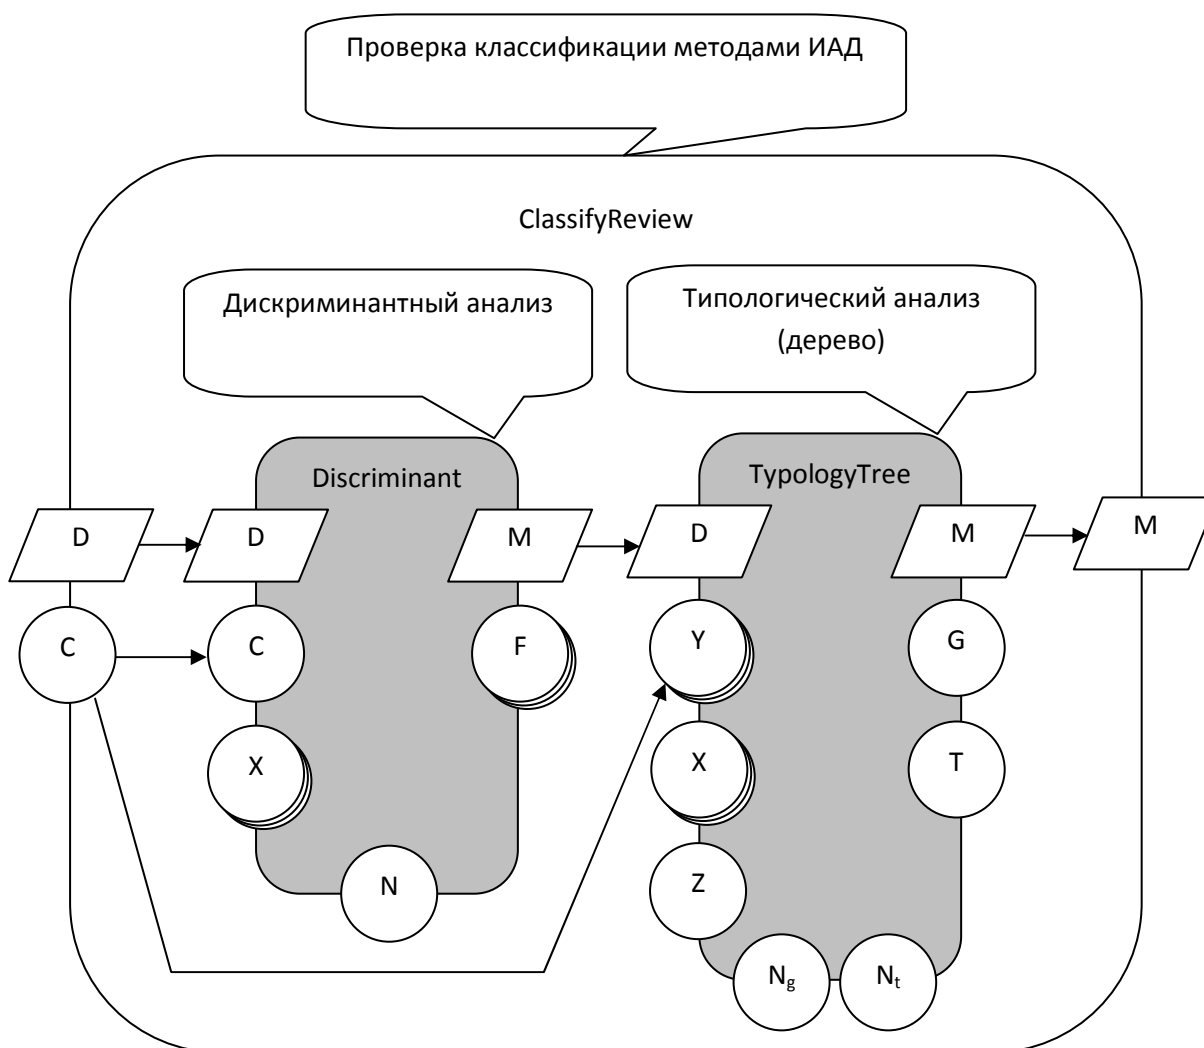 Проверка классификации методами ИАД
ClassifyReview
Дискриминантный анализ
Типологический анализ
(дерево)
Discriminant
TypologyTree
D
D
M
D
M
M
C
C
F
Y
G
X
X
T
N
Z
Ng
Nt